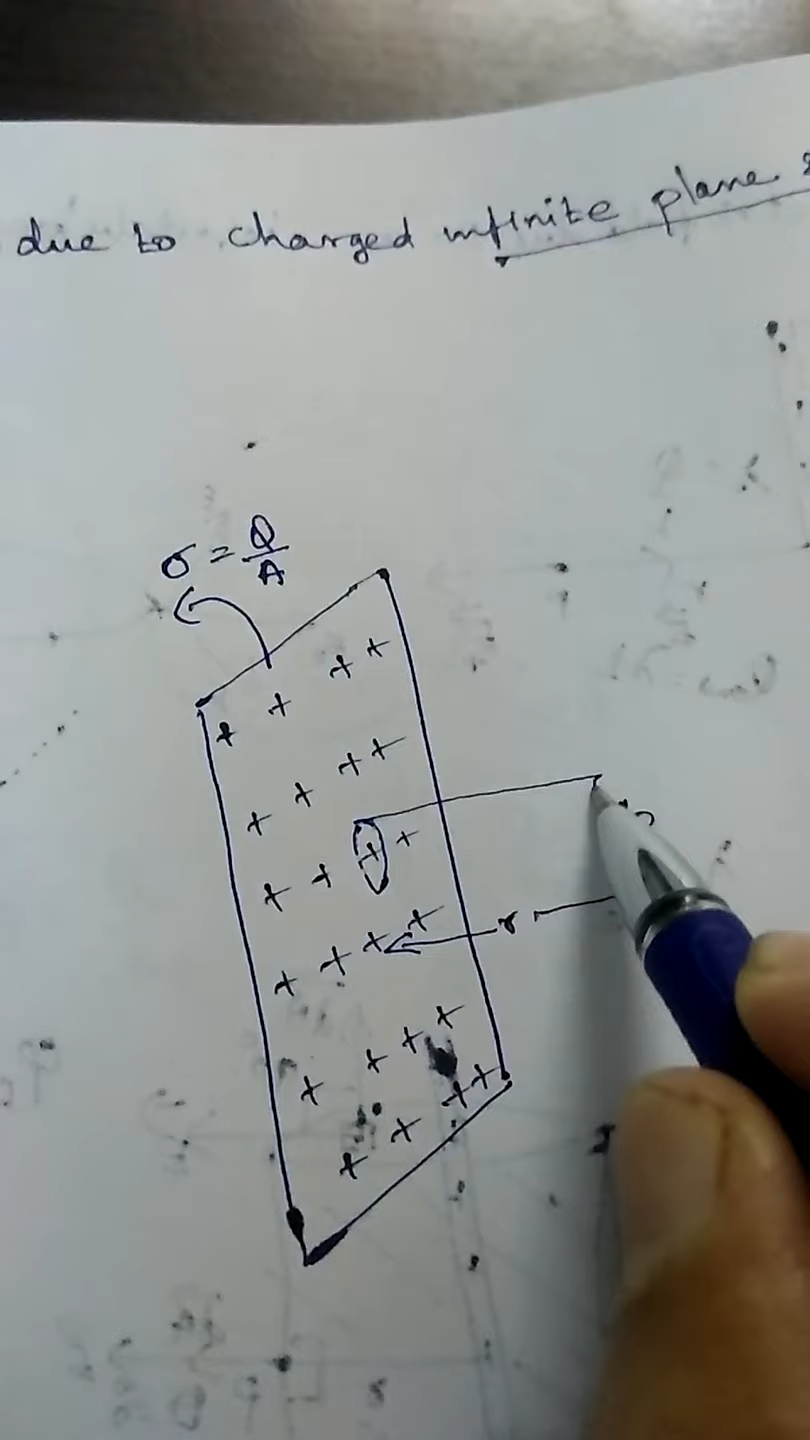 due to charged infinite plane
σ = Q/A
+ +
+ +
+ +
+ +
+ + + +
+ + + +
r
+ + + +
+ + + +
+ +